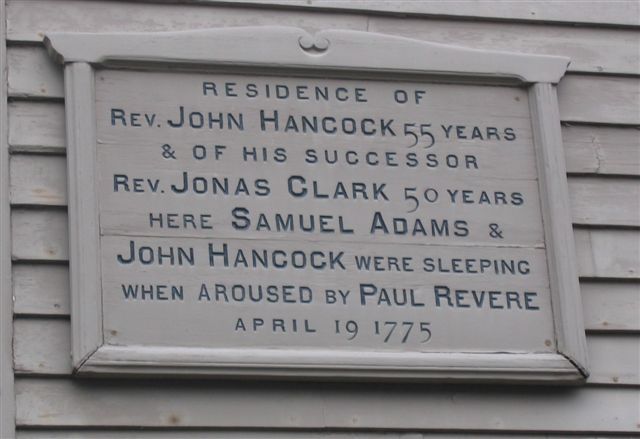 RESIDENCE OF
REV. JOHN HANCOCK 55 YEARS
& OF HIS SUCCESSOR
REV. JONAS CLARK 50 YEARS
HERE SAMUEL ADAMS &
JOHN HANCOCK WERE SLEEPING
WHEN AROUSED BY PAUL REVERE
APRIL 19 1775